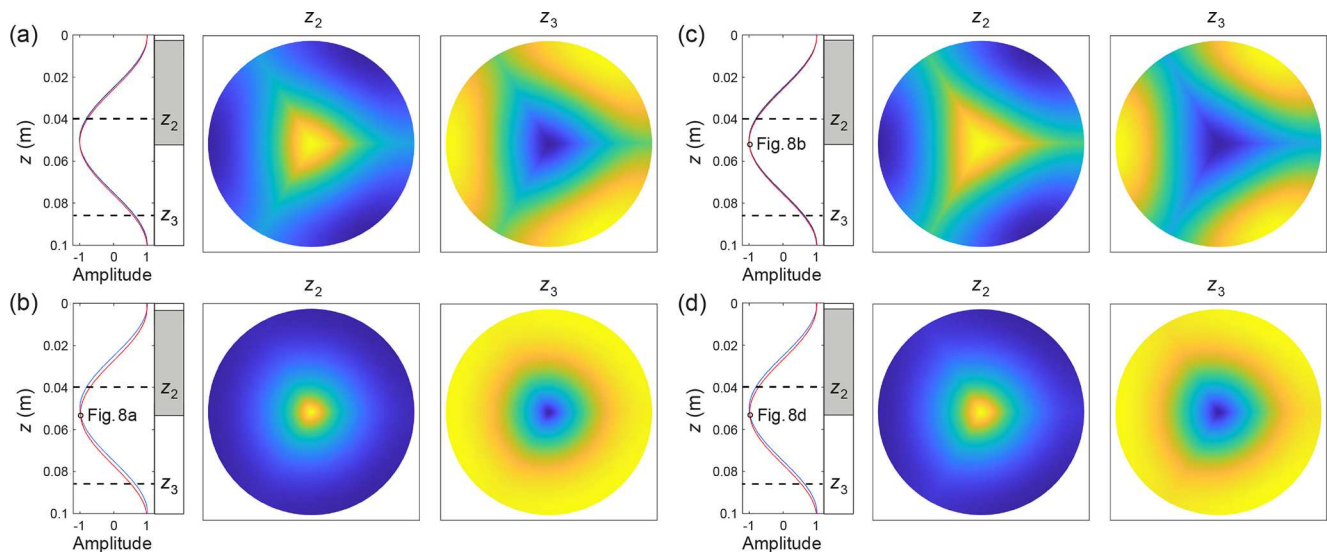 (a)
z2
z3
0
0.02
0.04
0.06
0.08
0.1
z (m)
z2
z3
-1 0 1
Amplitude
(c)
z2
z3
0
0.02
0.04
0.06
0.08
0.1
z (m)
z2
Fig. 8b
z3
-1 0 1
Amplitude
(b)
z2
z3
0
0.02
0.04
0.06
0.08
0.1
z (m)
z2
Fig. 8a
z3
-1 0 1
Amplitude
(d)
z2
z3
0
0.02
0.04
0.06
0.08
0.1
z (m)
z2
Fig. 8d
z3
-1 0 1
Amplitude